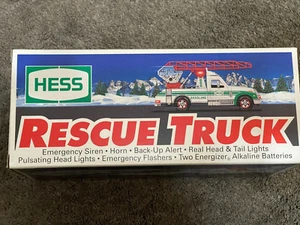 HESS
RESCUE TRUCK
Emergency Siren • Horn • Back-Up Alert • Real Head & Tail Lights
Pulsating Head Lights • Emergency Flashers • Two Energizer® Alkaline Batteries